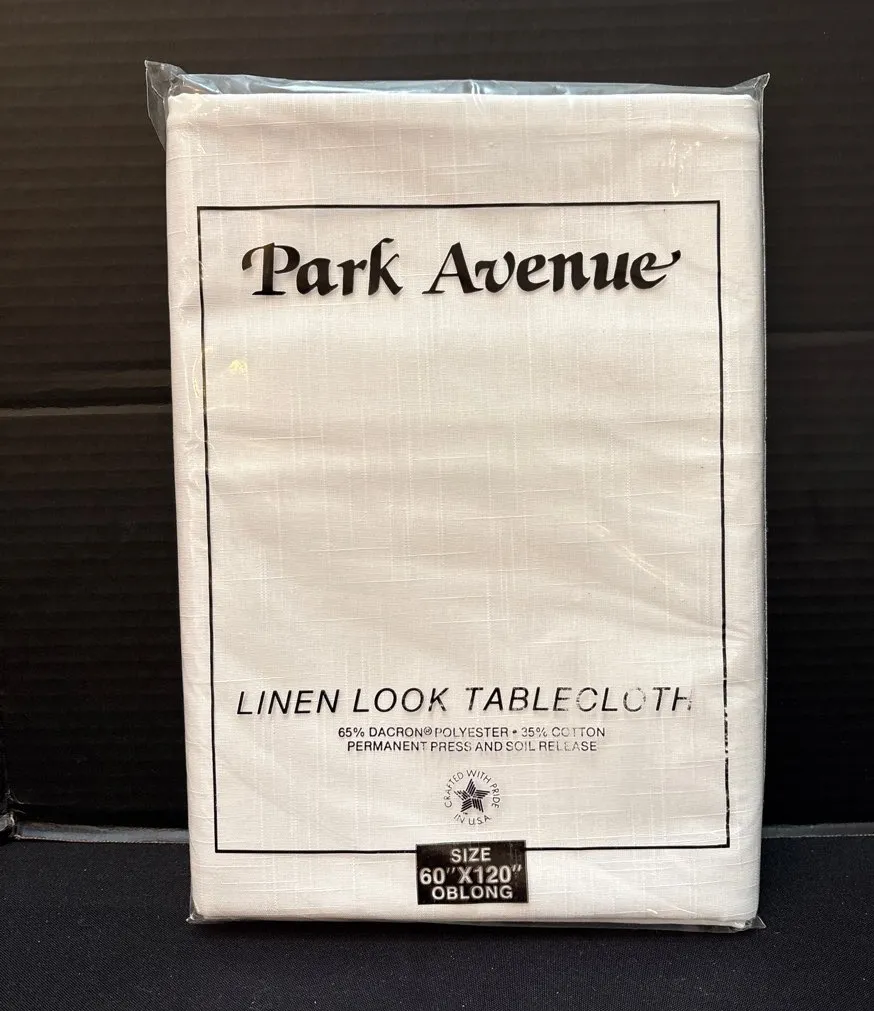 Park Avenue
LINEN LOOK TABLECLOTH
65% DACRON® POLYESTER • 35% COTTON
PERMANENT PRESS AND SOIL RELEASE
CRAFTED WITH PRIDE
IN U.S.A.
SIZE
60"X120"
OBLONG